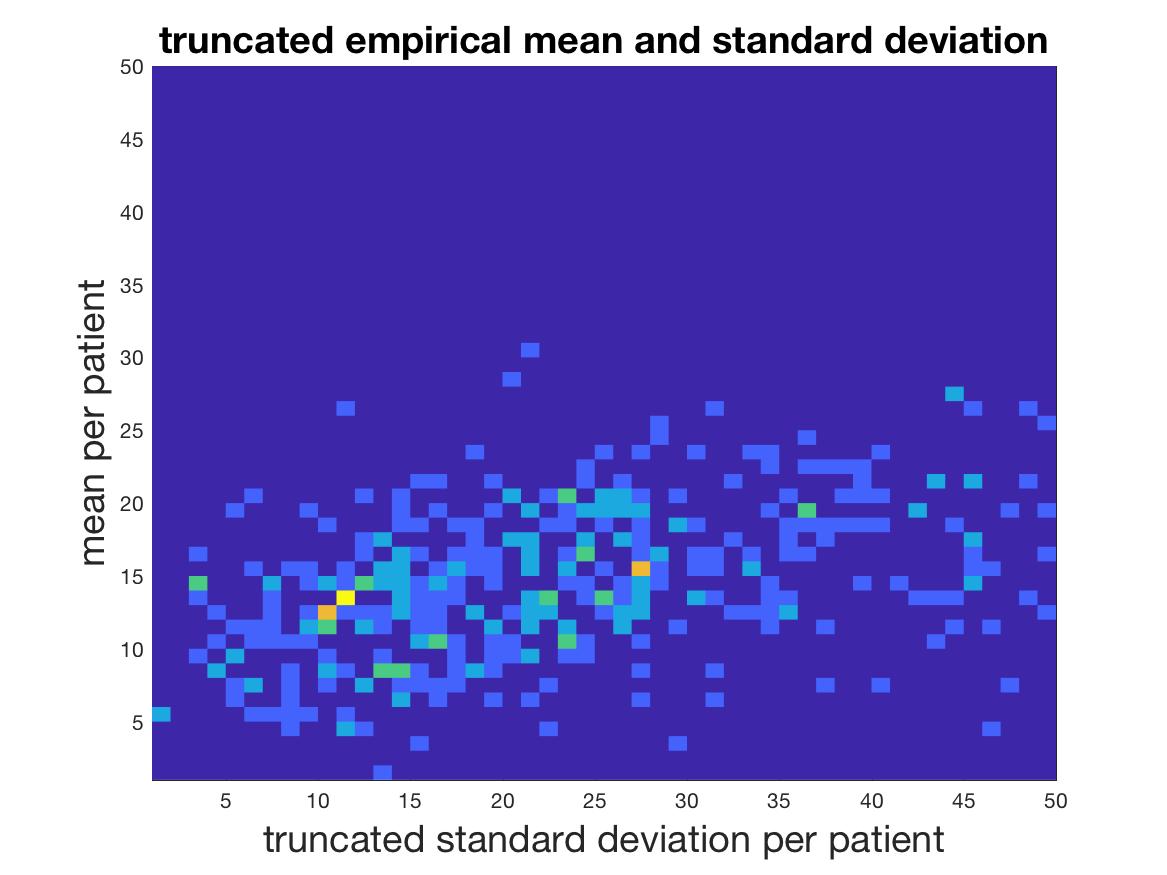 truncated empirical mean and standard deviation
50
45
40
35
30
25
20
15
10
5
mean per patient
5 10 15 20 25 30 35 40 45 50
truncated standard deviation per patient